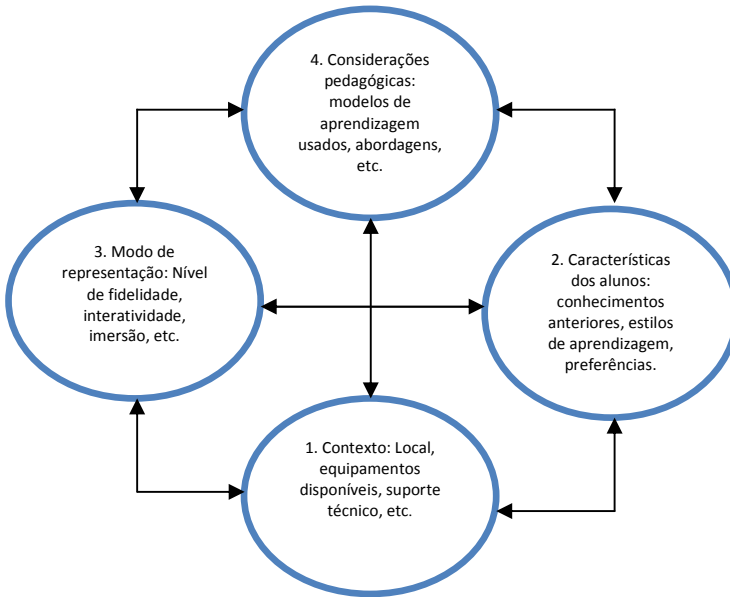 4. Considerações
pedagógicas:
modelos de
aprendizagem
usados, abordagens,
etc.
3. Modo de
representação: Nível
de fidelidade,
interatividade,
imersão, etc.
2. Características
dos alunos:
conhecimentos
anteriores, estilos
de aprendizagem,
preferências.
1. Contexto: Local,
equipamentos
disponíveis, suporte
técnico, etc.